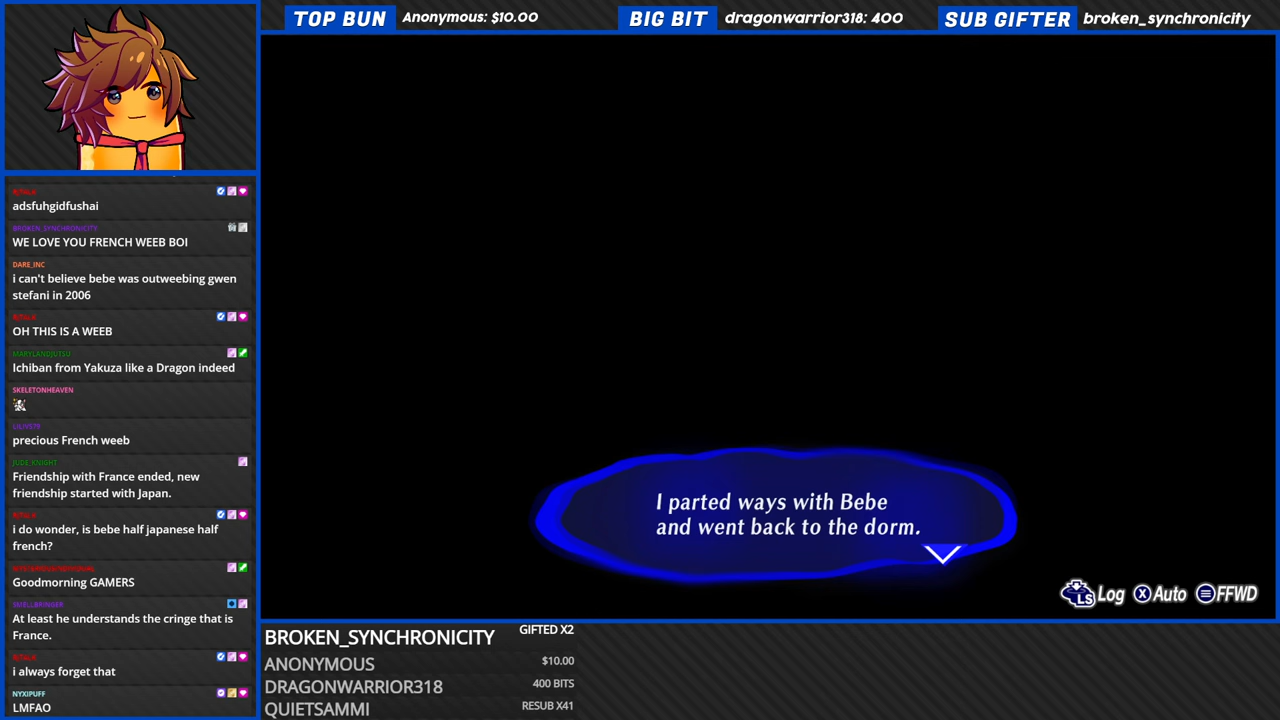 TOP BUN Anonymous: $10.00 BIG BIT dragonwarrior318: 400 SUB GIFTER broken_synchronicity
adsfuhgidfushai
BROKEN_SYNCHRONICITY
WE LOVE YOU FRENCH WEEB BOI
DARE_INC
i can't believe bebe was outweebing gwen
stefani in 2006
OH THIS IS A WEEB
MARYLANDJUTSU
Ichiban from Yakuza like a Dragon indeed
SKELETONHEAVEN
precious French weeb
JUDE_KNIGHT
Friendship with France ended, new
friendship started with Japan.
i do wonder, is bebe half japanese half
french?
Goodmorning GAMERS
SMELLBRINGER
At least he understands the cringe that is
France.
i always forget that
NYXIPUFF
LMFAO
I parted ways with Bebe
and went back to the dorm.
LS Log X Auto FFWD
BROKEN_SYNCHRONICITY GIFTED X2
ANONYMOUS $10.00
DRAGONWARRIOR318 400 BITS
QUIETSAMMI RESUB X41